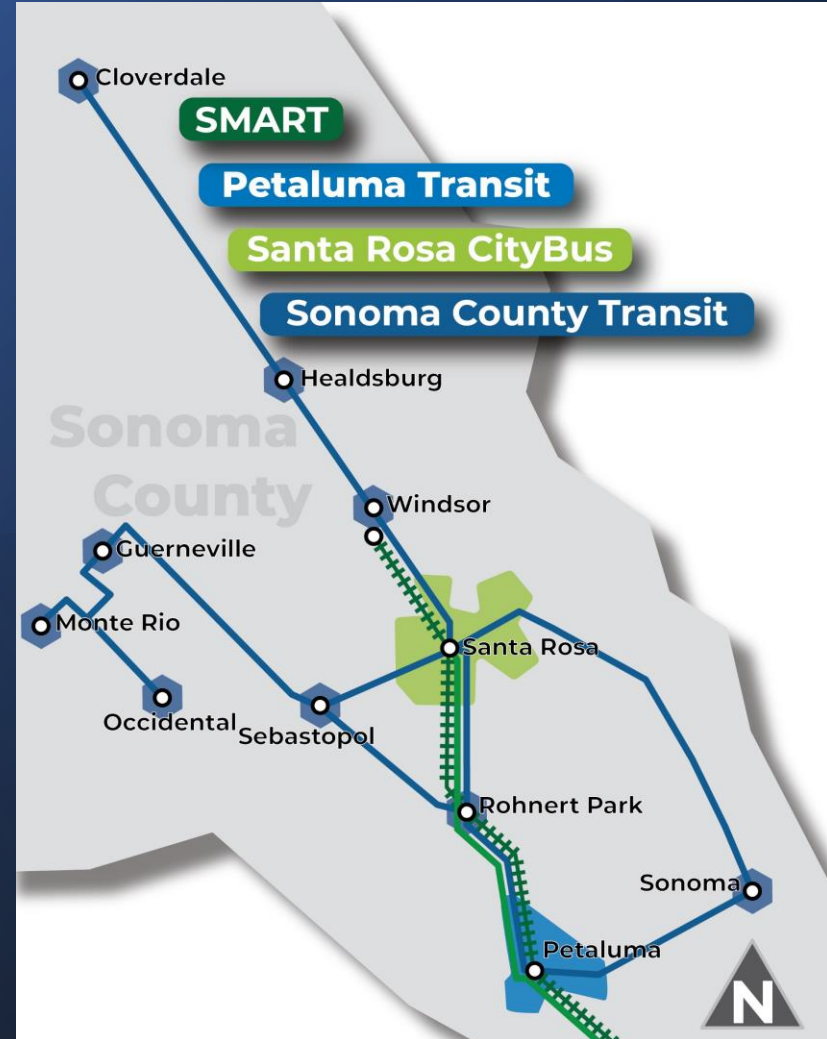 Cloverdale
SMART
Petaluma Transit
Santa Rosa CityBus
Sonoma County Transit
Healdsburg
Sonoma
County
Windsor
Guerneville
Monte Rio
Santa Rosa
Occidental
Sebastopol
Rohnert Park
Sonoma
Petaluma
N